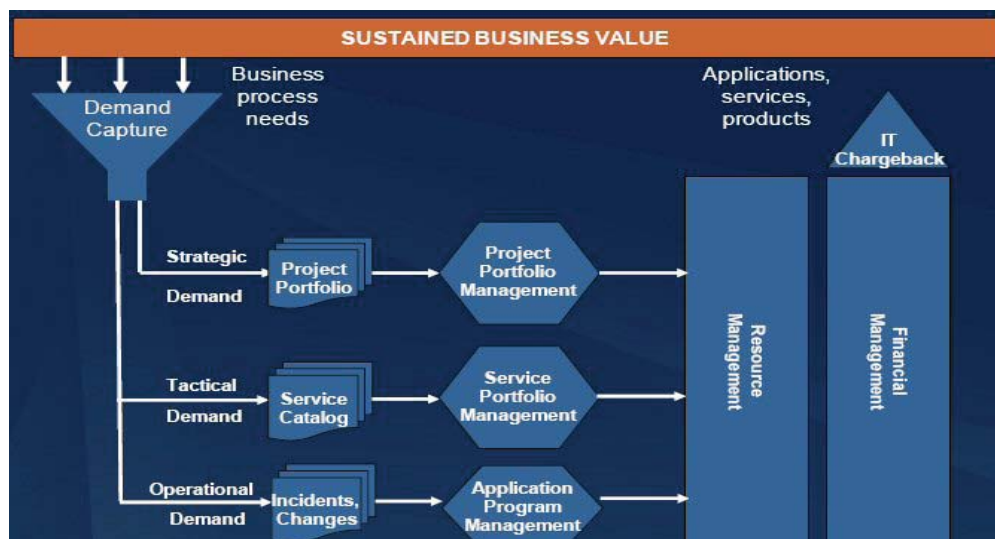 SUSTAINED BUSINESS VALUE
Demand
Capture
Business
process
needs
Applications,
services,
products
IT
Chargeback
Strategic
Demand
Project
Portfolio
Project
Portfolio
Management
Tactical
Demand
Service
Catalog
Service
Portfolio
Management
Operational
Demand
Incidents,
Changes
Application
Program
Management
Resource
Management
Financial
Management